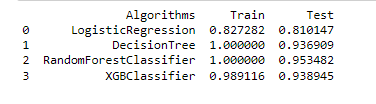 Algorithms Train Test
0 LogisticRegression 0.827282 0.810147
1 DecisionTree 1.000000 0.936909
2 RandomForestClassifier 1.000000 0.953482
3 XGBClassifier 0.989116 0.938945